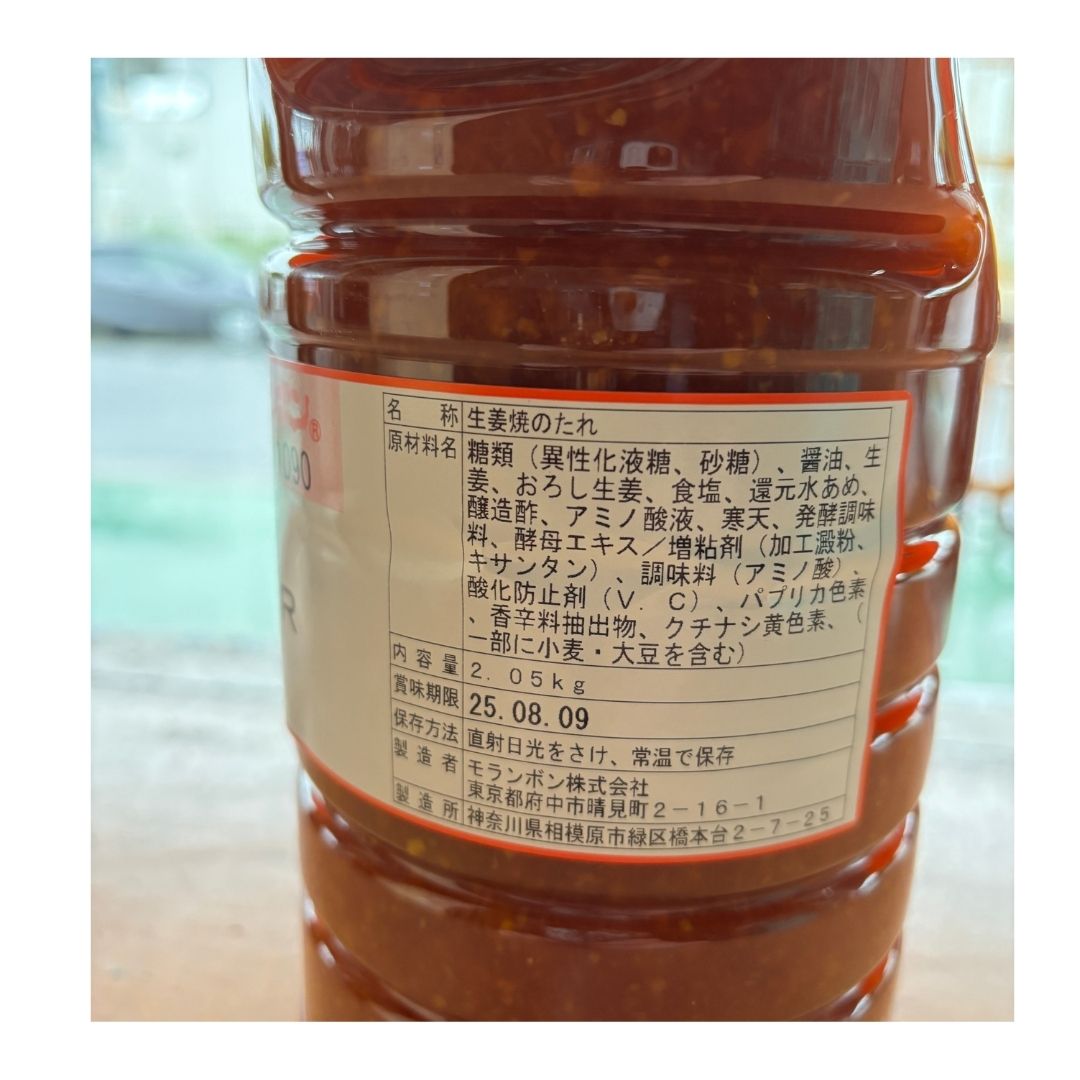 ン®
090
R
名称 生姜焼のたれ
原材料名 糖類（異性化液糖、砂糖）、醤油、生
姜、おろし生姜、食塩、還元水あめ、
醸造酢、アミノ酸液、寒天、発酵調味
料、酵母エキス／増粘剤（加工澱粉、
キサンタン）、調味料（アミノ酸）、
酸化防止剤（Ｖ．Ｃ）、パプリカ色素
、香辛料抽出物、クチナシ黄色素、（
一部に小麦・大豆を含む）
内容量 ２．０５ｋｇ
賞味期限 25.08.09
保存方法 直射日光をさけ、常温で保存
製造者 モランボン株式会社
東京都府中市晴見町２－１６－１
製造所 神奈川県相模原市緑区橋本台２－７－２５